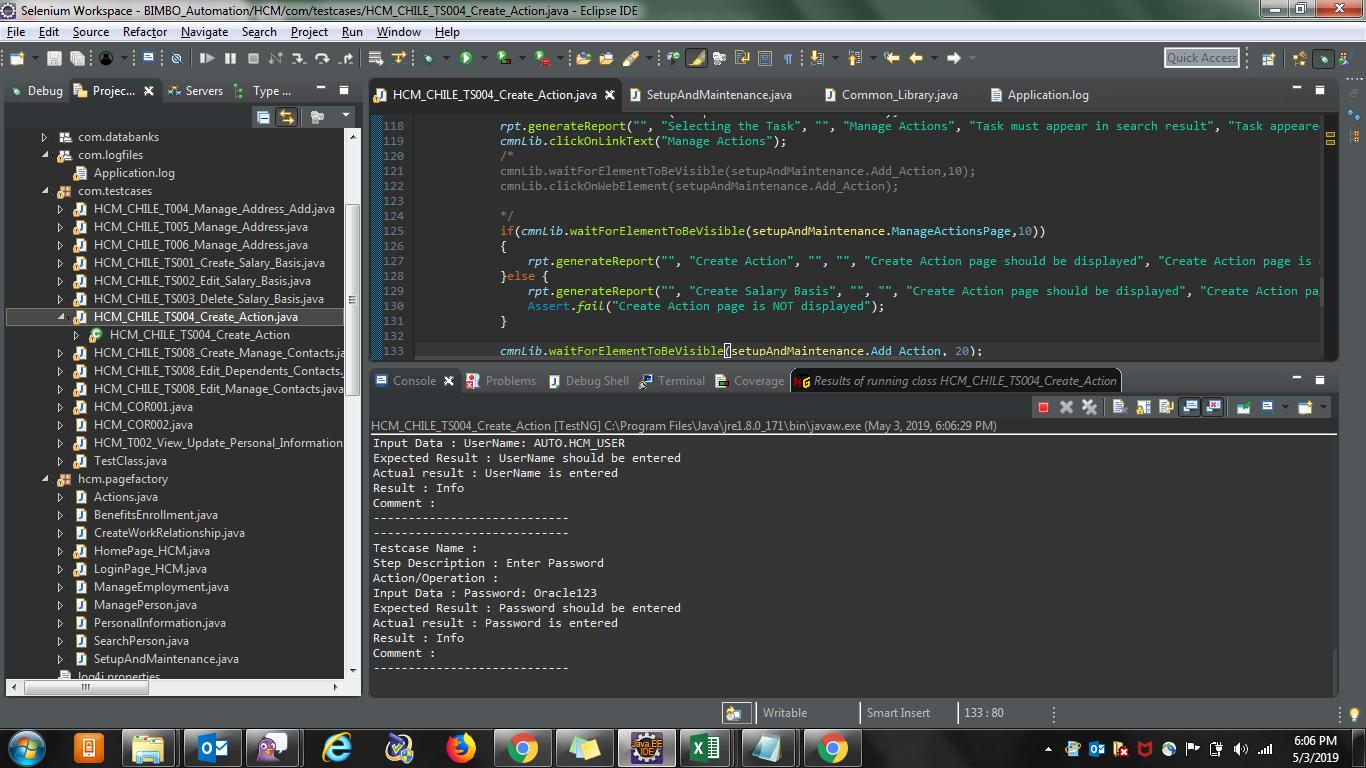 Selenium Workspace - BIMBO_Automation/HCM/com/testcases/HCM_CHILE_TS004_Create_Action.java - Eclipse IDE
File Edit Source Refactor Navigate Search Project Run Window Help
Quick Access
Debug Projec... Servers Type ...
com.databanks
com.logfiles
Application.log
com.testcases
HCM_CHILE_T004_Manage_Address_Add.java
HCM_CHILE_T005_Manage_Address.java
HCM_CHILE_T006_Manage_Address.java
HCM_CHILE_TS001_Create_Salary_Basis.java
HCM_CHILE_TS002_Edit_Salary_Basis.java
HCM_CHILE_TS003_Delete_Salary_Basis.java
HCM_CHILE_TS004_Create_Action.java
HCM_CHILE_TS004_Create_Action
HCM_CHILE_TS008_Create_Manage_Contacts.ja
HCM_CHILE_TS008_Edit_Dependents_Contacts.
HCM_CHILE_TS008_Edit_Manage_Contacts.java
HCM_COR001.java
HCM_COR002.java
HCM_T002_View_Update_Personal_Information
TestClass.java
hcm.pagefactory
Actions.java
BenefitsEnrollment.java
CreateWorkRelationship.java
HomePage_HCM.java
LoginPage_HCM.java
ManageEmployment.java
ManagePerson.java
PersonalInformation.java
SearchPerson.java
SetupAndMaintenance.java
log4j.properties
HCM_CHILE_TS004_Create_Action.java SetupAndMaintenance.java Common_Library.java Application.log
118 rpt.generateReport("", "Selecting the Task", "", "Manage Actions", "Task must appear in search result", "Task appeare
119 cmnLib.clickOnLinkText("Manage Actions");
120 /*
121 cmnLib.waitForElementToBeVisible(setupAndMaintenance.Add_Action,10);
122 cmnLib.clickOnWebElement(setupAndMaintenance.Add_Action);
123
124 */
125 if(cmnLib.waitForElementToBeVisible(setupAndMaintenance.ManageActionsPage,10))
126 {
127 rpt.generateReport("", "Create Action", "", "", "Create Action page should be displayed", "Create Action page is
128 }else {
129 rpt.generateReport("", "Create Salary Basis", "", "", "Create Action page should be displayed", "Create Action pa
130 Assert.fail("Create Action page is NOT displayed");
131 }
132
133 cmnLib.waitForElementToBeVisible(setupAndMaintenance.Add_Action, 20);
Console Problems Debug Shell Terminal Coverage Results of running class HCM_CHILE_TS004_Create_Action
HCM_CHILE_TS004_Create_Action [TestNG] C:\Program Files\Java\jre1.8.0_171\bin\javaw.exe (May 3, 2019, 6:06:29 PM)
Input Data : UserName: AUTO.HCM_USER
Expected Result : UserName should be entered
Actual result : UserName is entered
Result : Info
Comment :
----------------------------
----------------------------
Testcase Name :
Step Description : Enter Password
Action/Operation :
Input Data : Password: Oracle123
Expected Result : Password should be entered
Actual result : Password is entered
Result : Info
Comment :
----------------------------
Writable Smart Insert 133 : 80
6:06 PM
5/3/2019